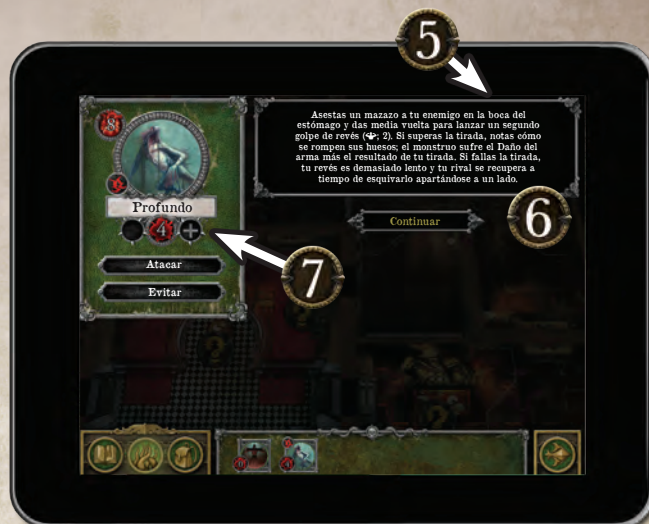 5
8
Asestas un mazazo a tu enemigo en la boca del
estómago y das media vuelta para lanzar un segundo
golpe de revés (; 2). Si superas la tirada, notas cómo
se rompen sus huesos; el monstruo sufre el Daño del
arma más el resultado de tu tirada. Si fallas la tirada,
tu revés es demasiado lento y tu rival se recupera a
tiempo de esquivarlo apartándose a un lado.
Profundo
4 +
Continuar
6
7
Atacar
Evitar